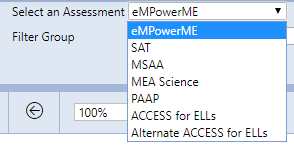 Select an Assessment eMPowerME
eMPowerME
Filter Group
SAT
MSAA
MEA Science
PAAP
ACCESS for ELLs
Alternate ACCESS for ELLs
100%